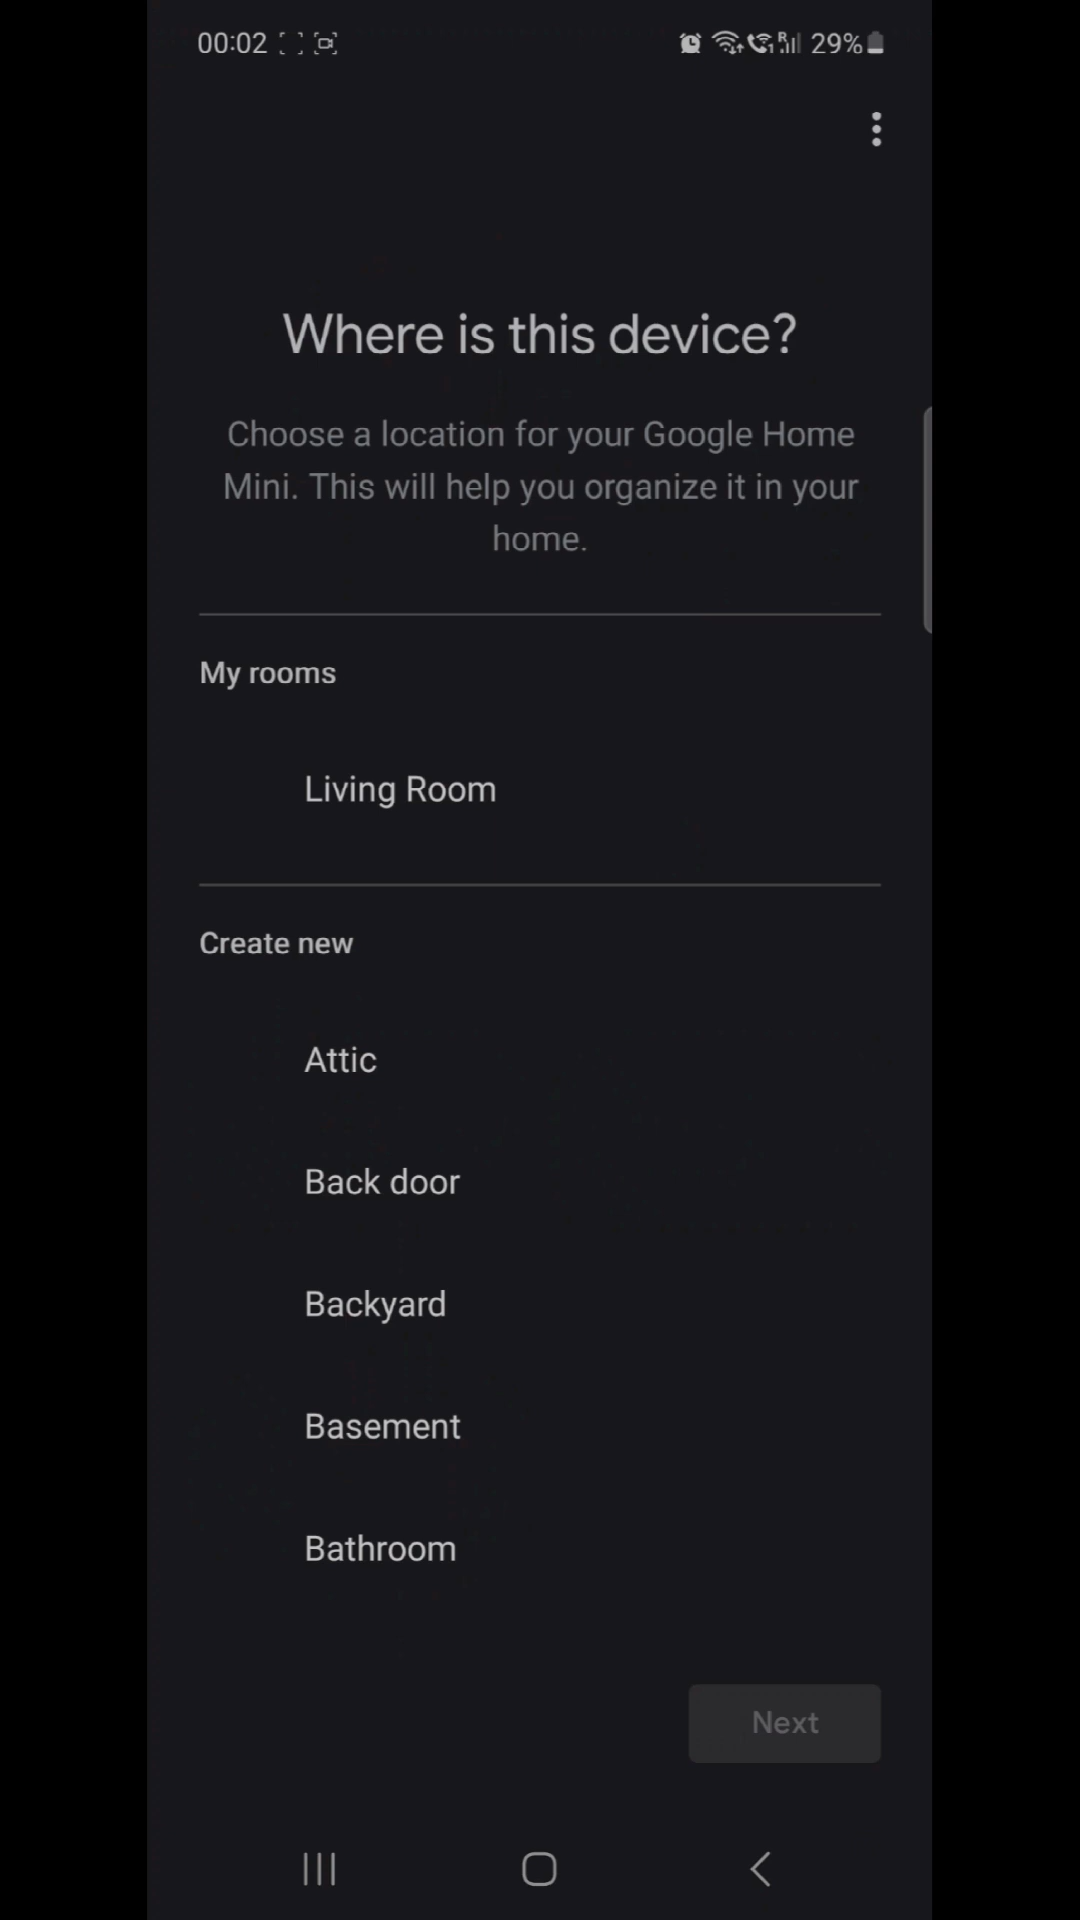 00:02 R 29%
Where is this device?
Choose a location for your Google Home
Mini. This will help you organize it in your
home.
My rooms
Living Room
Create new
Attic
Back door
Backyard
Basement
Bathroom
Next